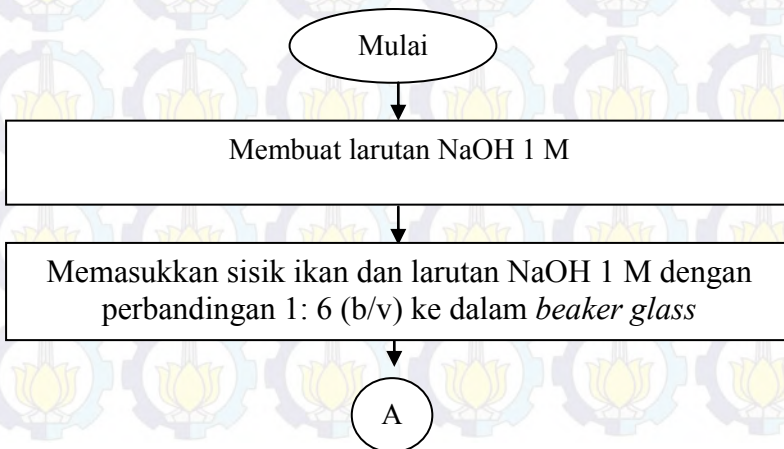 Mulai
Membuat larutan NaOH 1 M
Memasukkan sisik ikan dan larutan NaOH 1 M dengan
perbandingan 1: 6 (b/v) ke dalam beaker glass
A